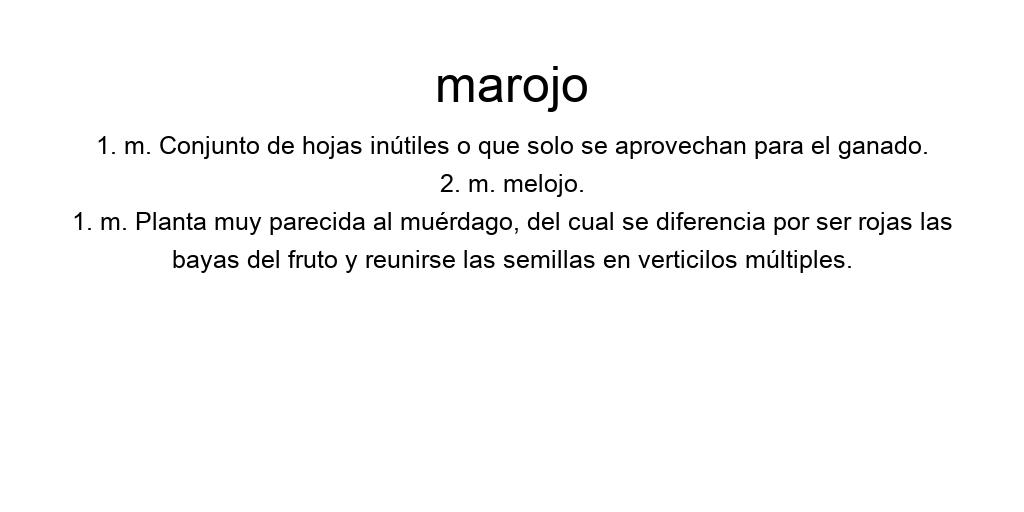 marojo
1. m. Conjunto de hojas inútiles o que solo se aprovechan para el ganado.
2. m. melojo.
1. m. Planta muy parecida al muérdago, del cual se diferencia por ser rojas las
bayas del fruto y reunirse las semillas en verticilos múltiples.